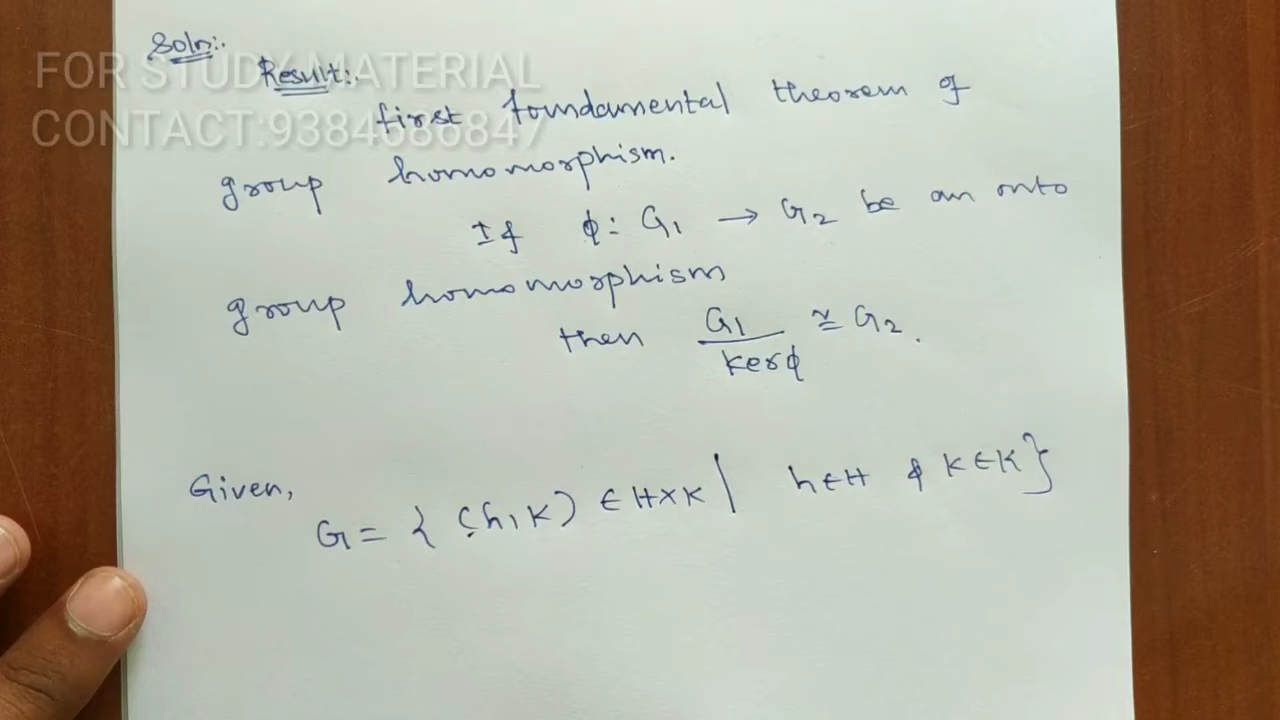 Soln:-
Result:-
FOR STUDY MATERIAL
CONTACT:9384686847
first foundamental theorem of
group homomorphism.
If ϕ: G₁ → G₂ be an onto
group homomorphism
then G₁/kerϕ ≅ G₂.
Given,
G = { (h, K) ∈ H×K | h∈H & K∈K }